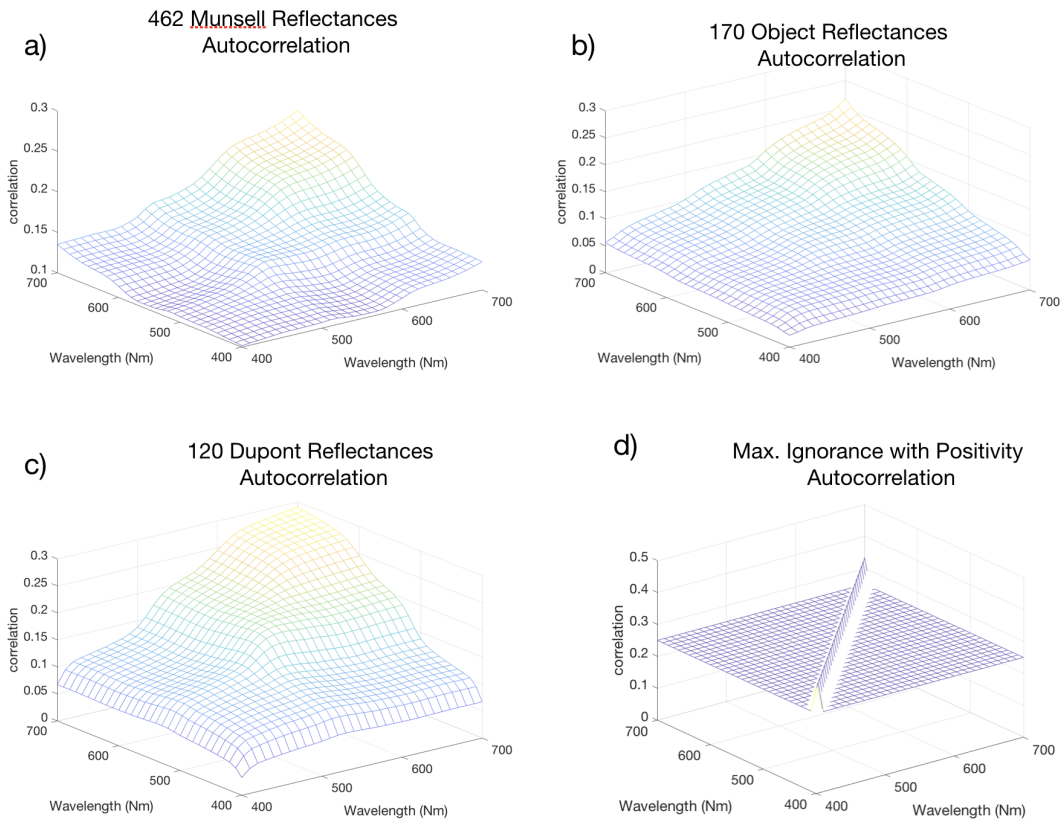 a)
462 Munsell Reflectances
Autocorrelation
0.3
0.25
0.2
0.15
0.1
correlation
700
600
500
400
Wavelength (Nm)
400
500
600
700
Wavelength (Nm)
b)
170 Object Reflectances
Autocorrelation
0.3
0.25
0.2
0.15
0.1
0.05
0
correlation
700
600
500
400
Wavelength (Nm)
400
500
600
700
Wavelength (Nm)
c)
120 Dupont Reflectances
Autocorrelation
0.3
0.25
0.2
0.15
0.1
0.05
0
correlation
700
600
500
400
Wavelength (Nm)
400
500
600
700
Wavelength (Nm)
d)
Max. Ignorance with Positivity
Autocorrelation
0.5
0.4
0.3
0.2
0.1
0
correlation
700
600
500
400
Wavelength (Nm)
400
500
600
700
Wavelength (Nm)